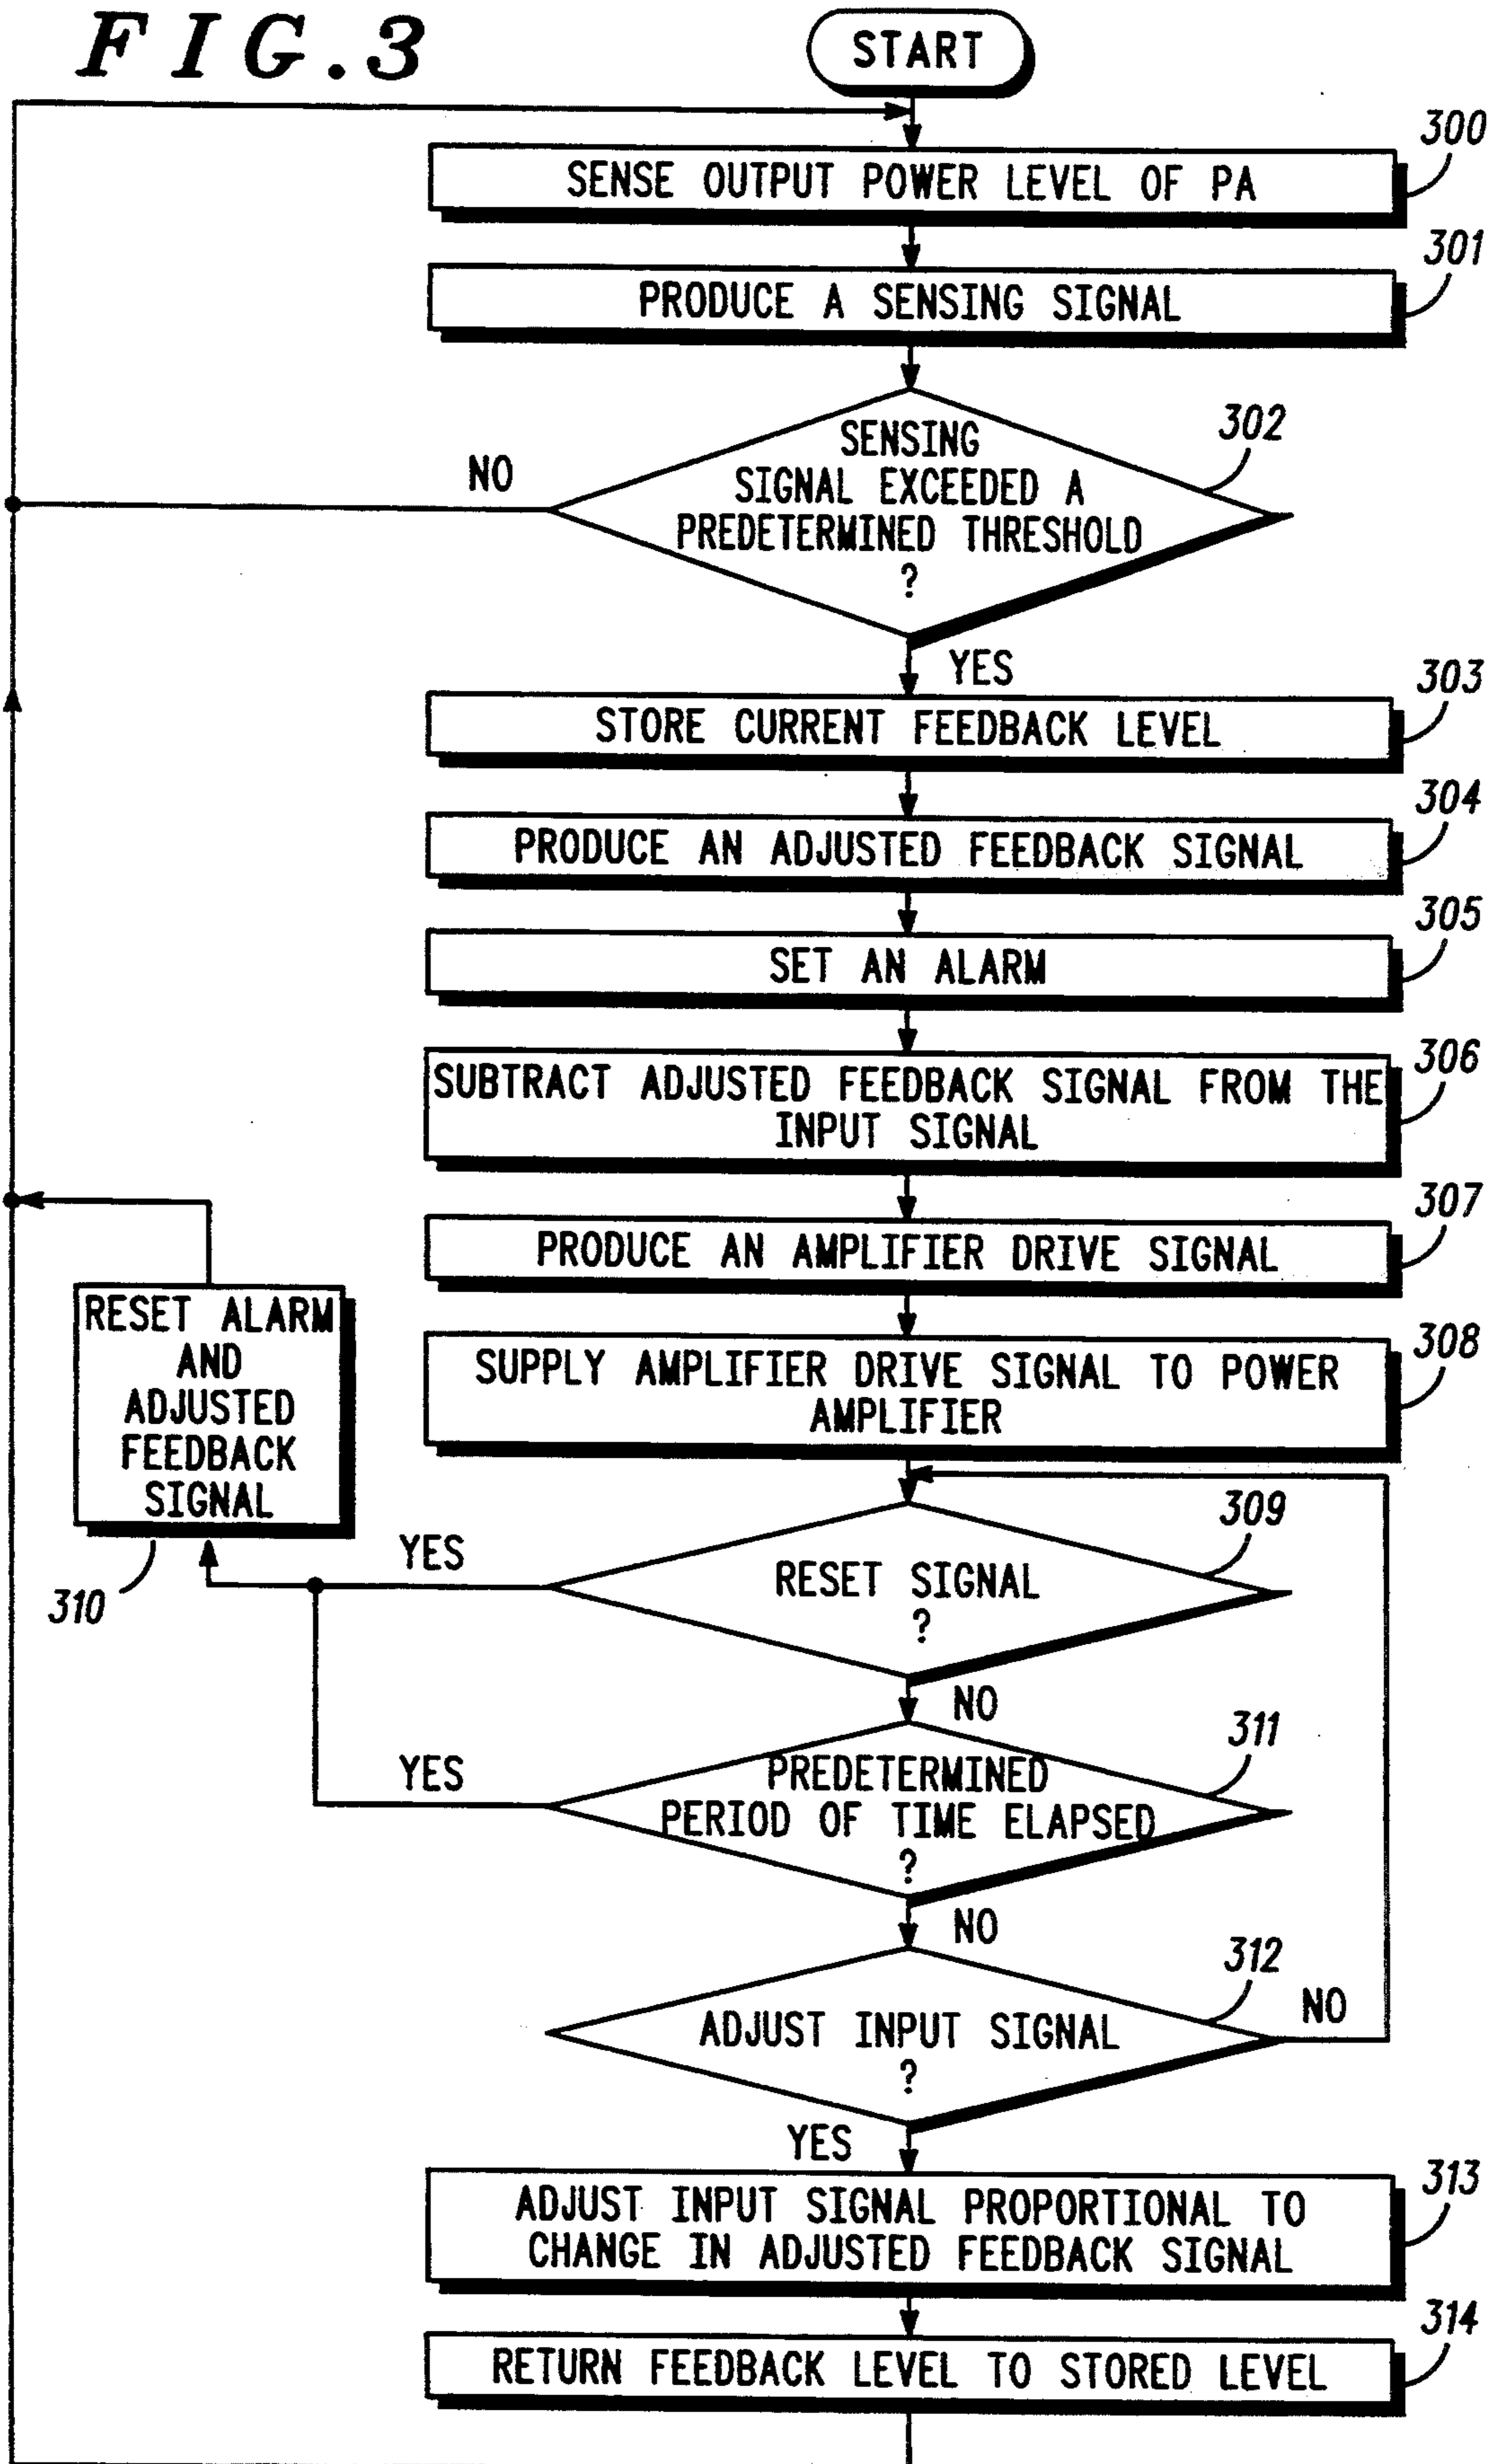 FIG.3
START
300
SENSE OUTPUT POWER LEVEL OF PA
301
PRODUCE A SENSING SIGNAL
302
SENSING
SIGNAL EXCEEDED A
PREDETERMINED THRESHOLD
?
NO
YES
303
STORE CURRENT FEEDBACK LEVEL
304
PRODUCE AN ADJUSTED FEEDBACK SIGNAL
305
SET AN ALARM
306
SUBTRACT ADJUSTED FEEDBACK SIGNAL FROM THE
INPUT SIGNAL
307
PRODUCE AN AMPLIFIER DRIVE SIGNAL
308
SUPPLY AMPLIFIER DRIVE SIGNAL TO POWER
AMPLIFIER
309
RESET SIGNAL
?
YES
NO
RESET ALARM
AND
ADJUSTED
FEEDBACK
SIGNAL
310
311
PREDETERMINED
PERIOD OF TIME ELAPSED
?
YES
NO
312
ADJUST INPUT SIGNAL
?
NO
YES
313
ADJUST INPUT SIGNAL PROPORTIONAL TO
CHANGE IN ADJUSTED FEEDBACK SIGNAL
314
RETURN FEEDBACK LEVEL TO STORED LEVEL